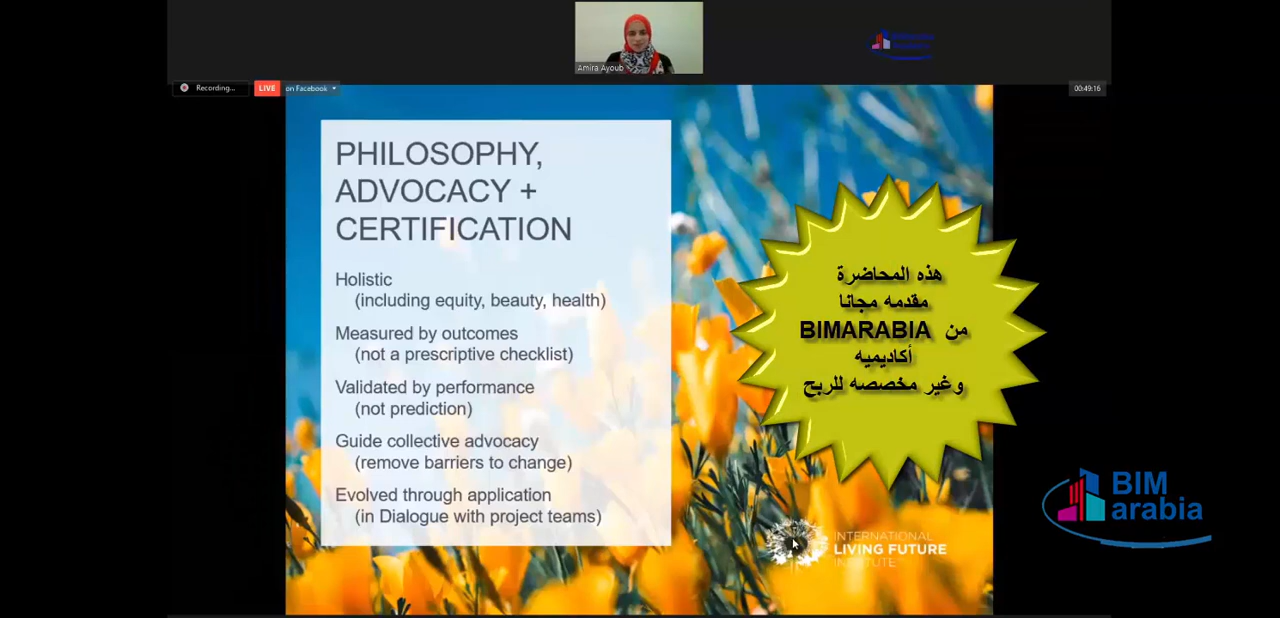 Amira Ayoub
Recording...
LIVE on Facebook
00:49:16
PHILOSOPHY,
ADVOCACY +
CERTIFICATION
Holistic
(including equity, beauty, health)
Measured by outcomes
(not a prescriptive checklist)
Validated by performance
(not prediction)
Guide collective advocacy
(remove barriers to change)
Evolved through application
(in Dialogue with project teams)
هذه المحاضرة
مقدمه مجانا
من BIMARABIA
أكاديميه
وغير مخصصه للربح
INTERNATIONAL
LIVING FUTURE
INSTITUTE
BIM
arabia